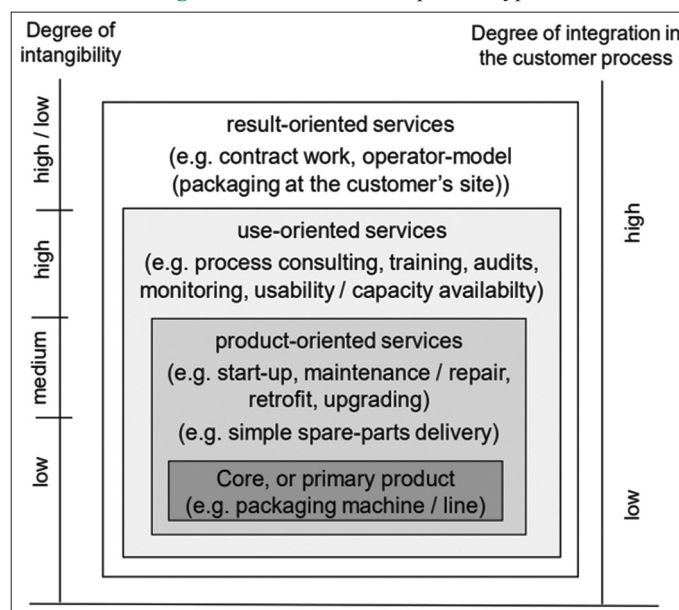 Degree of
intangibility
Degree of integration in
the customer process
high / low
high
medium
low
result-oriented services
(e.g. contract work, operator-model
(packaging at the customer's site))
use-oriented services
(e.g. process consulting, training, audits,
monitoring, usability / capacity availabilty)
product-oriented services
(e.g. start-up, maintenance / repair,
retrofit, upgrading)
(e.g. simple spare-parts delivery)
Core, or primary product
(e.g. packaging machine / line)
high
low